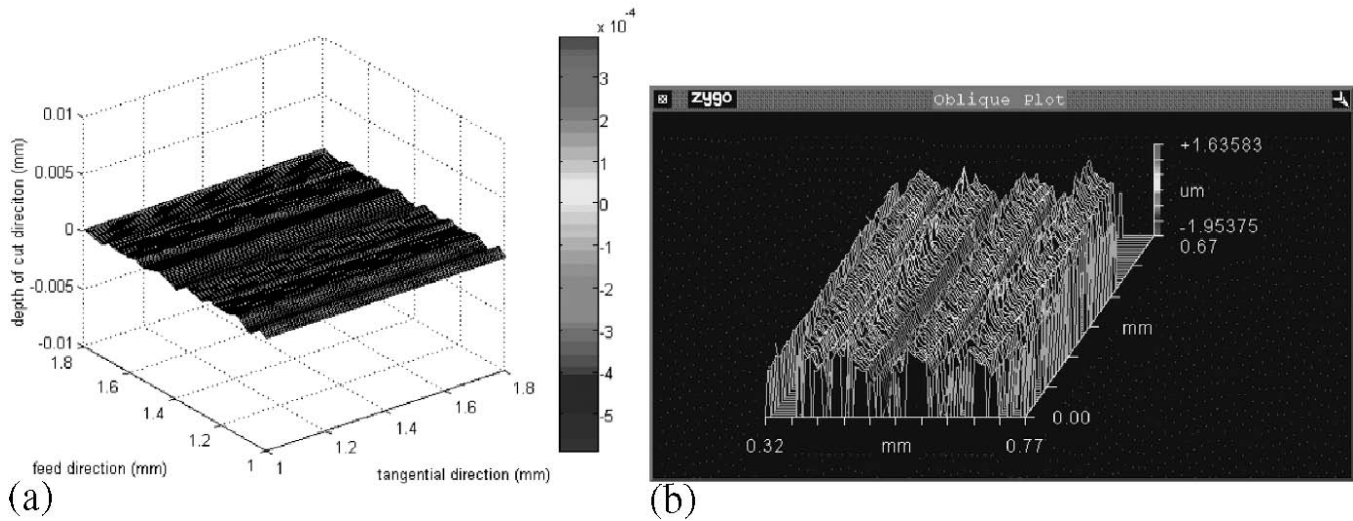 x 10⁻⁴
0.01
0.005
0
-0.005
-0.01
depth of cut direciton (mm)
1.8
1.6
1.4
1.2
1
feed direction (mm)
1
1.2
1.4
1.6
1.8
tangential direction (mm)
3
2
1
0
-1
-2
-3
-4
-5
(a)
zygo
Oblique Plot
+1.63583
um
-1.95375
0.67
mm
0.00
0.32
mm
0.77
(b)